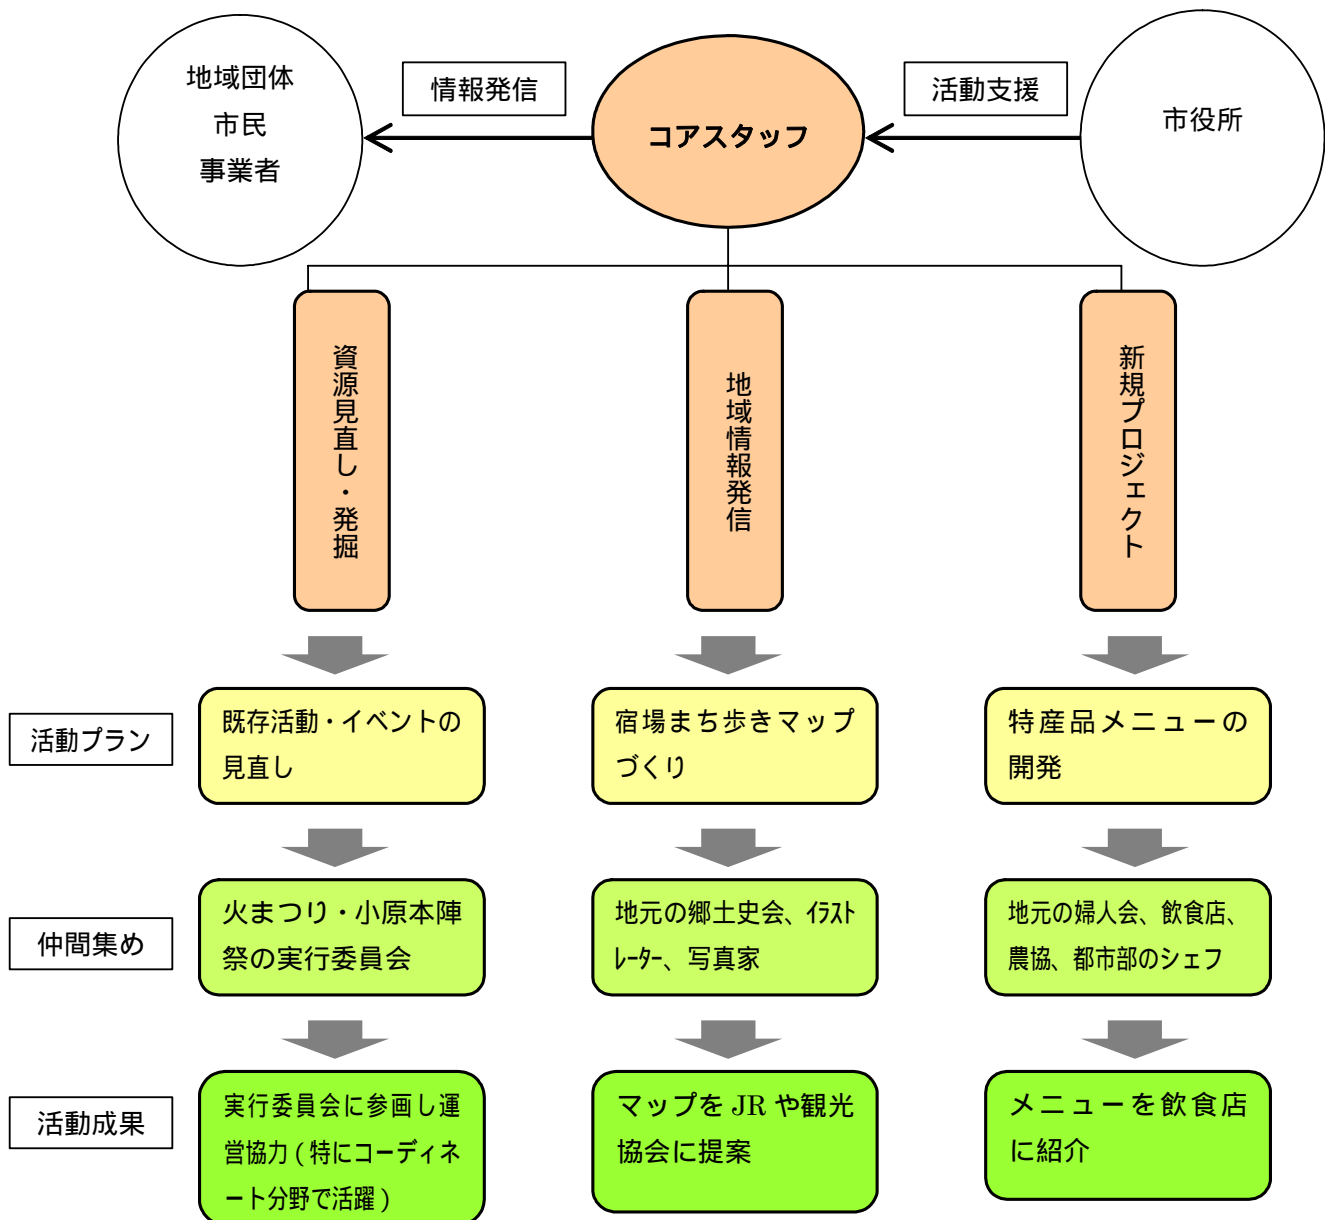 地域団体
市民
事業者
情報発信
コアスタッフ
活動支援
市役所
資源見直し・発掘
地域情報発信
新規プロジェクト
活動プラン
既存活動・イベントの
見直し
宿場まち歩きマップ
づくり
特産品メニューの
開発
仲間集め
火まつり・小原本陣
祭の実行委員会
地元の郷土史会、イラスト
レーター、写真家
地元の婦人会、飲食店、
農協、都市部のシェフ
活動成果
実行委員会に参画し運
営協力(特にコーディネ
ート分野で活躍)
マップを JR や観光
協会に提案
メニューを飲食店
に紹介